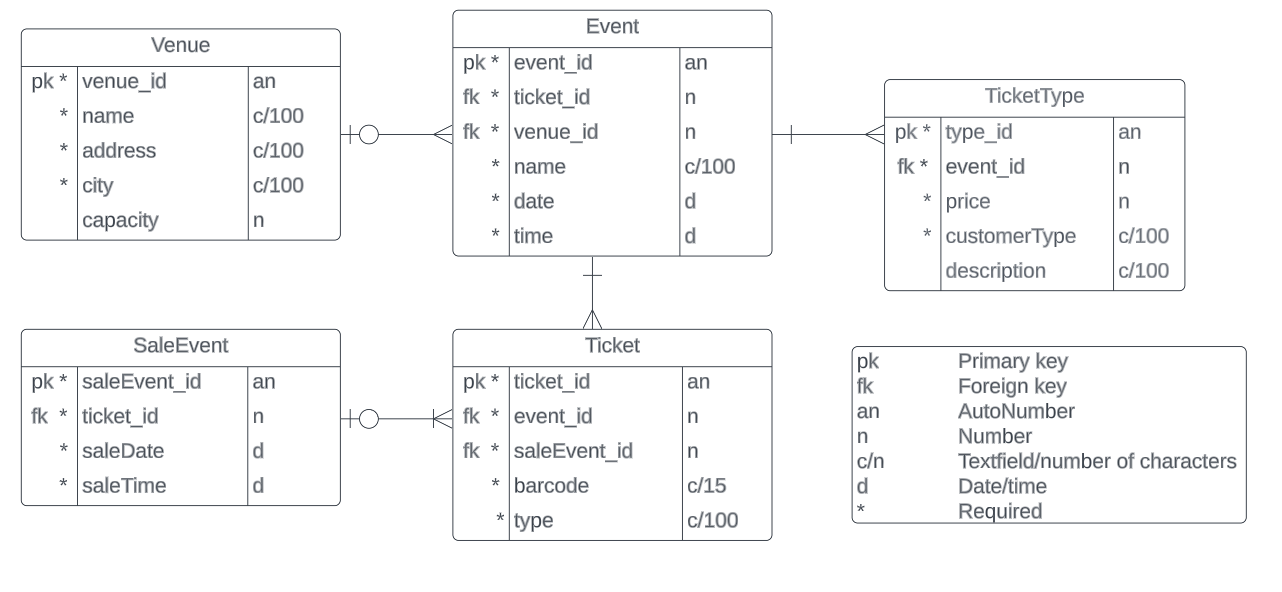 Venue
pk * venue_id an
* name c/100
* address c/100
* city c/100
capacity n
Event
pk * event_id an
fk * ticket_id n
fk * venue_id n
* name c/100
* date d
* time d
TicketType
pk * type_id an
fk * event_id n
* price n
* customerType c/100
description c/100
SaleEvent
pk * saleEvent_id an
fk * ticket_id n
* saleDate d
* saleTime d
Ticket
pk * ticket_id an
fk * event_id n
fk * saleEvent_id n
* barcode c/15
* type c/100
pk Primary key
fk Foreign key
an AutoNumber
n Number
c/n Textfield/number of characters
d Date/time
* Required